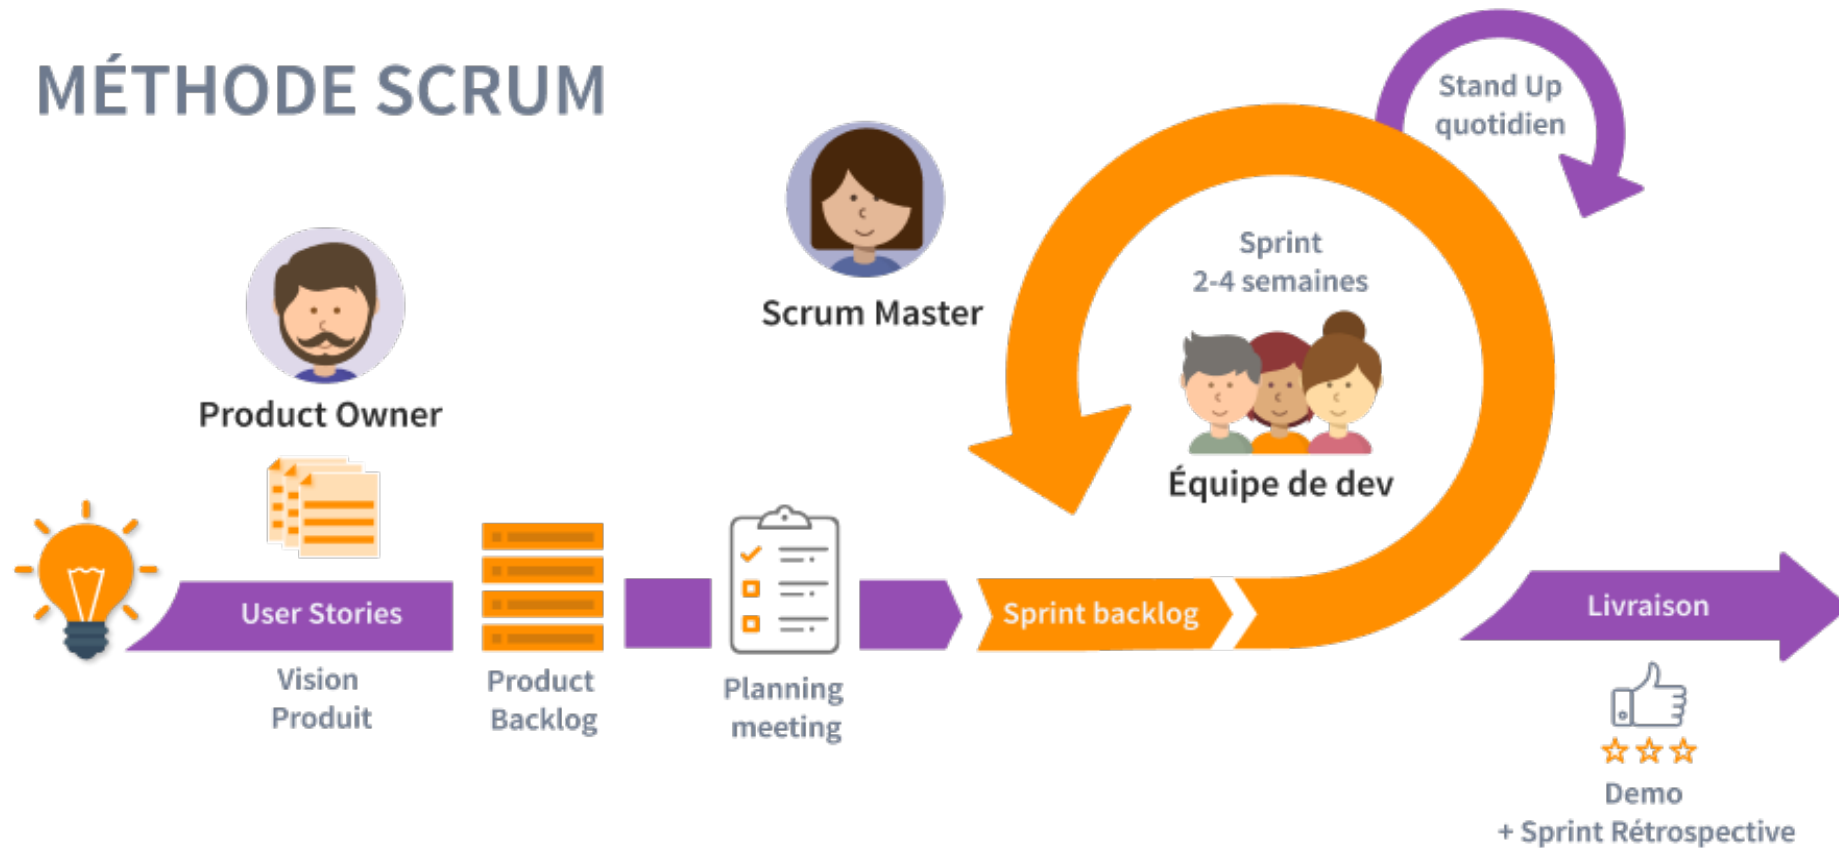 MÉTHODE SCRUM
Stand Up
quotidien
Sprint
2-4 semaines
Scrum Master
Product Owner
Équipe de dev
User Stories
Sprint backlog
Livraison
Vision
Produit
Product
Backlog
Planning
meeting
Demo
+ Sprint Rétrospective